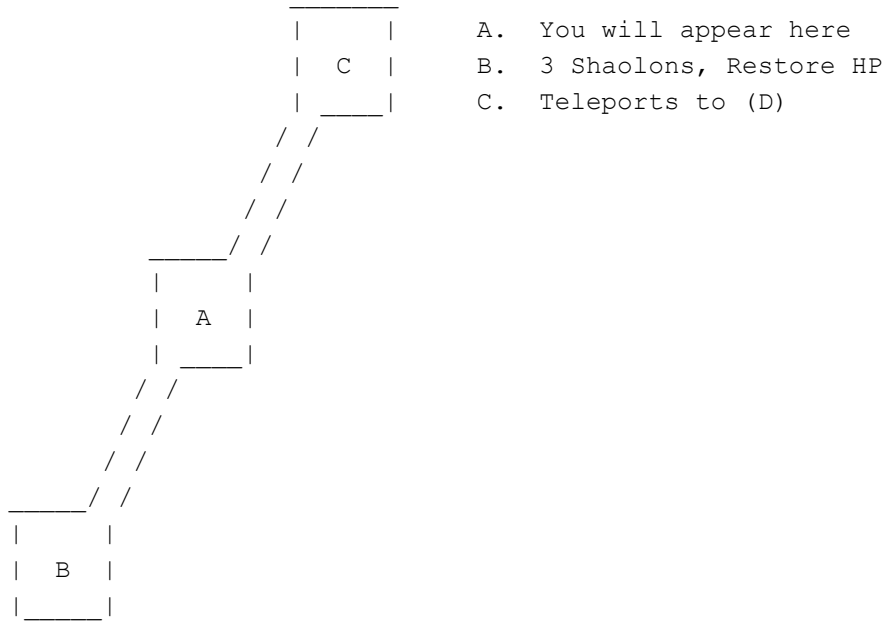 A. You will appear here
C B. 3 Shaolons, Restore HP
C. Teleports to (D)
A
B